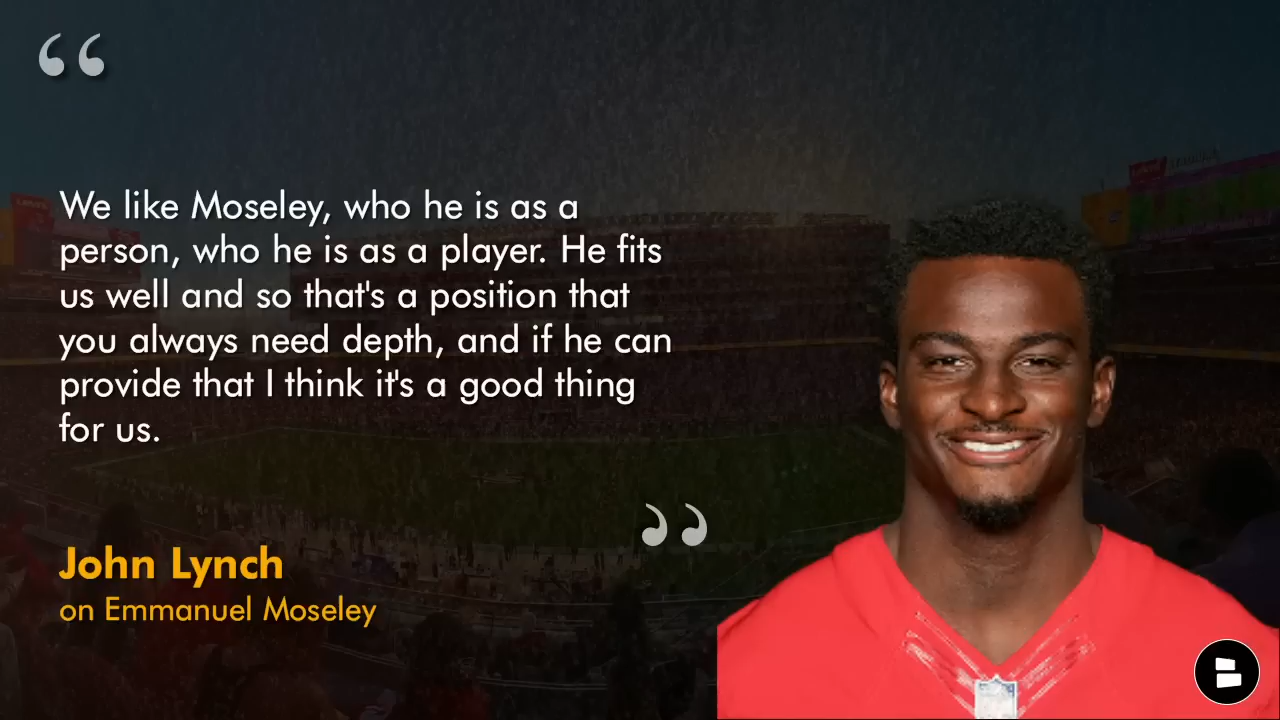 “
We like Moseley, who he is as a
person, who he is as a player. He fits
us well and so that's a position that
you always need depth, and if he can
provide that I think it's a good thing
for us.
”
John Lynch
on Emmanuel Moseley